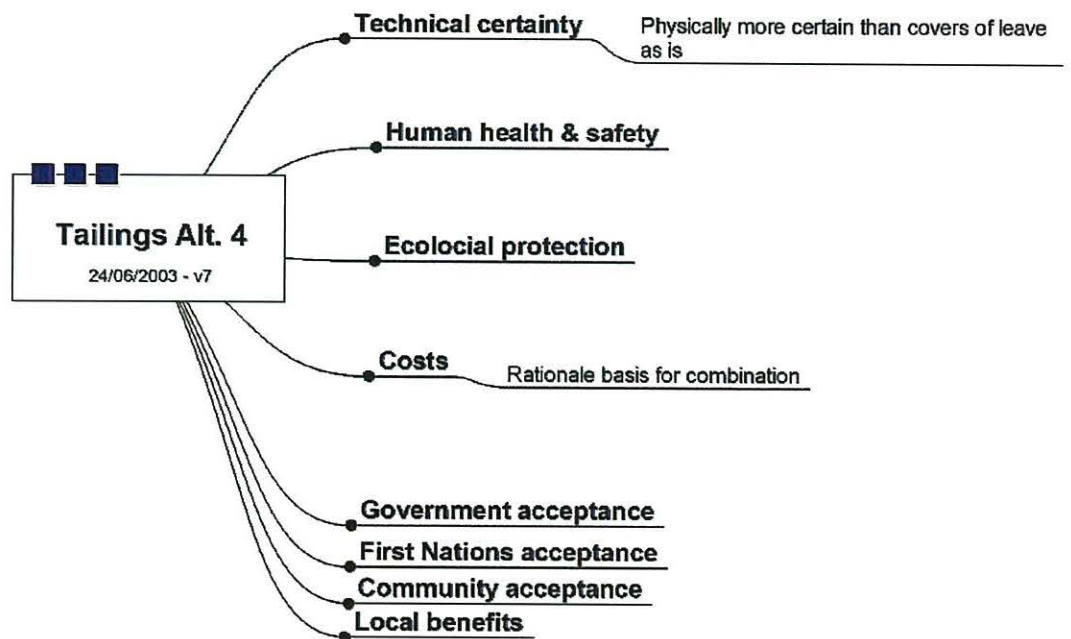 Technical certainty
Physically more certain than covers of leave
as is
Human health & safety
Tailings Alt. 4
24/06/2003 - v7
Ecolocial protection
Costs
Rationale basis for combination
Government acceptance
First Nations acceptance
Community acceptance
Local benefits